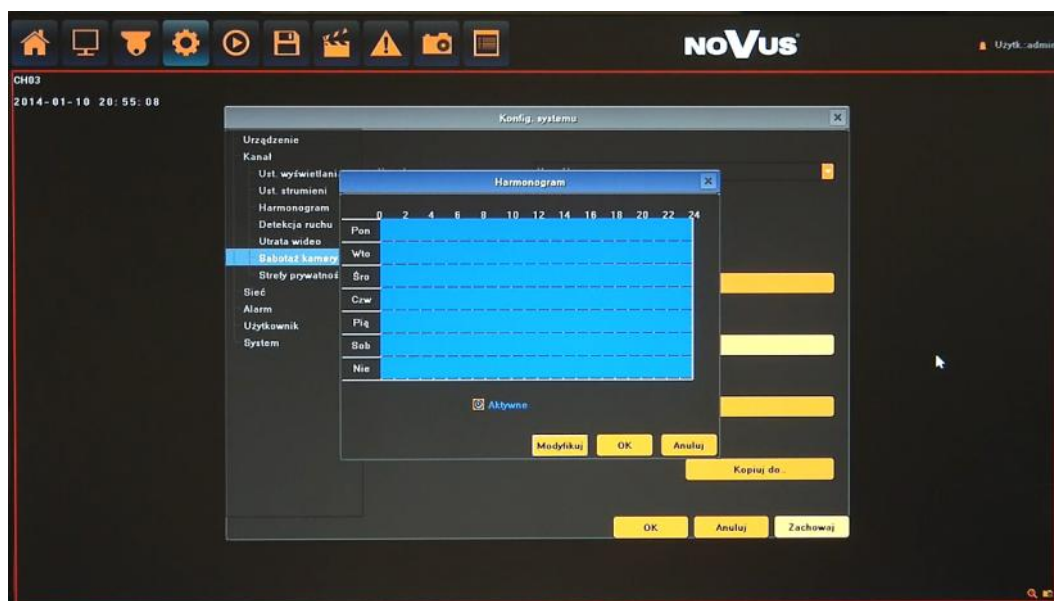 NOVUS
Użytk.:admin
CH03
2014-01-10 20:55:08
Konfig. systemu
Urządzenie
Kanał
Ust. wyświetlani
Ust. strumieni
Harmonogram
Detekcja ruchu
Utrata wideo
Sabotaż kamery
Strefy prywatnoś
Sieć
Alarm
Użytkownik
System
Harmonogram
0 2 4 6 8 10 12 14 16 18 20 22 24
Pon
Wto
Śro
Czw
Pią
Sob
Nie
Aktywne
Modyfikuj OK Anuluj
Kopiuj do..
OK Anuluj Zachowaj